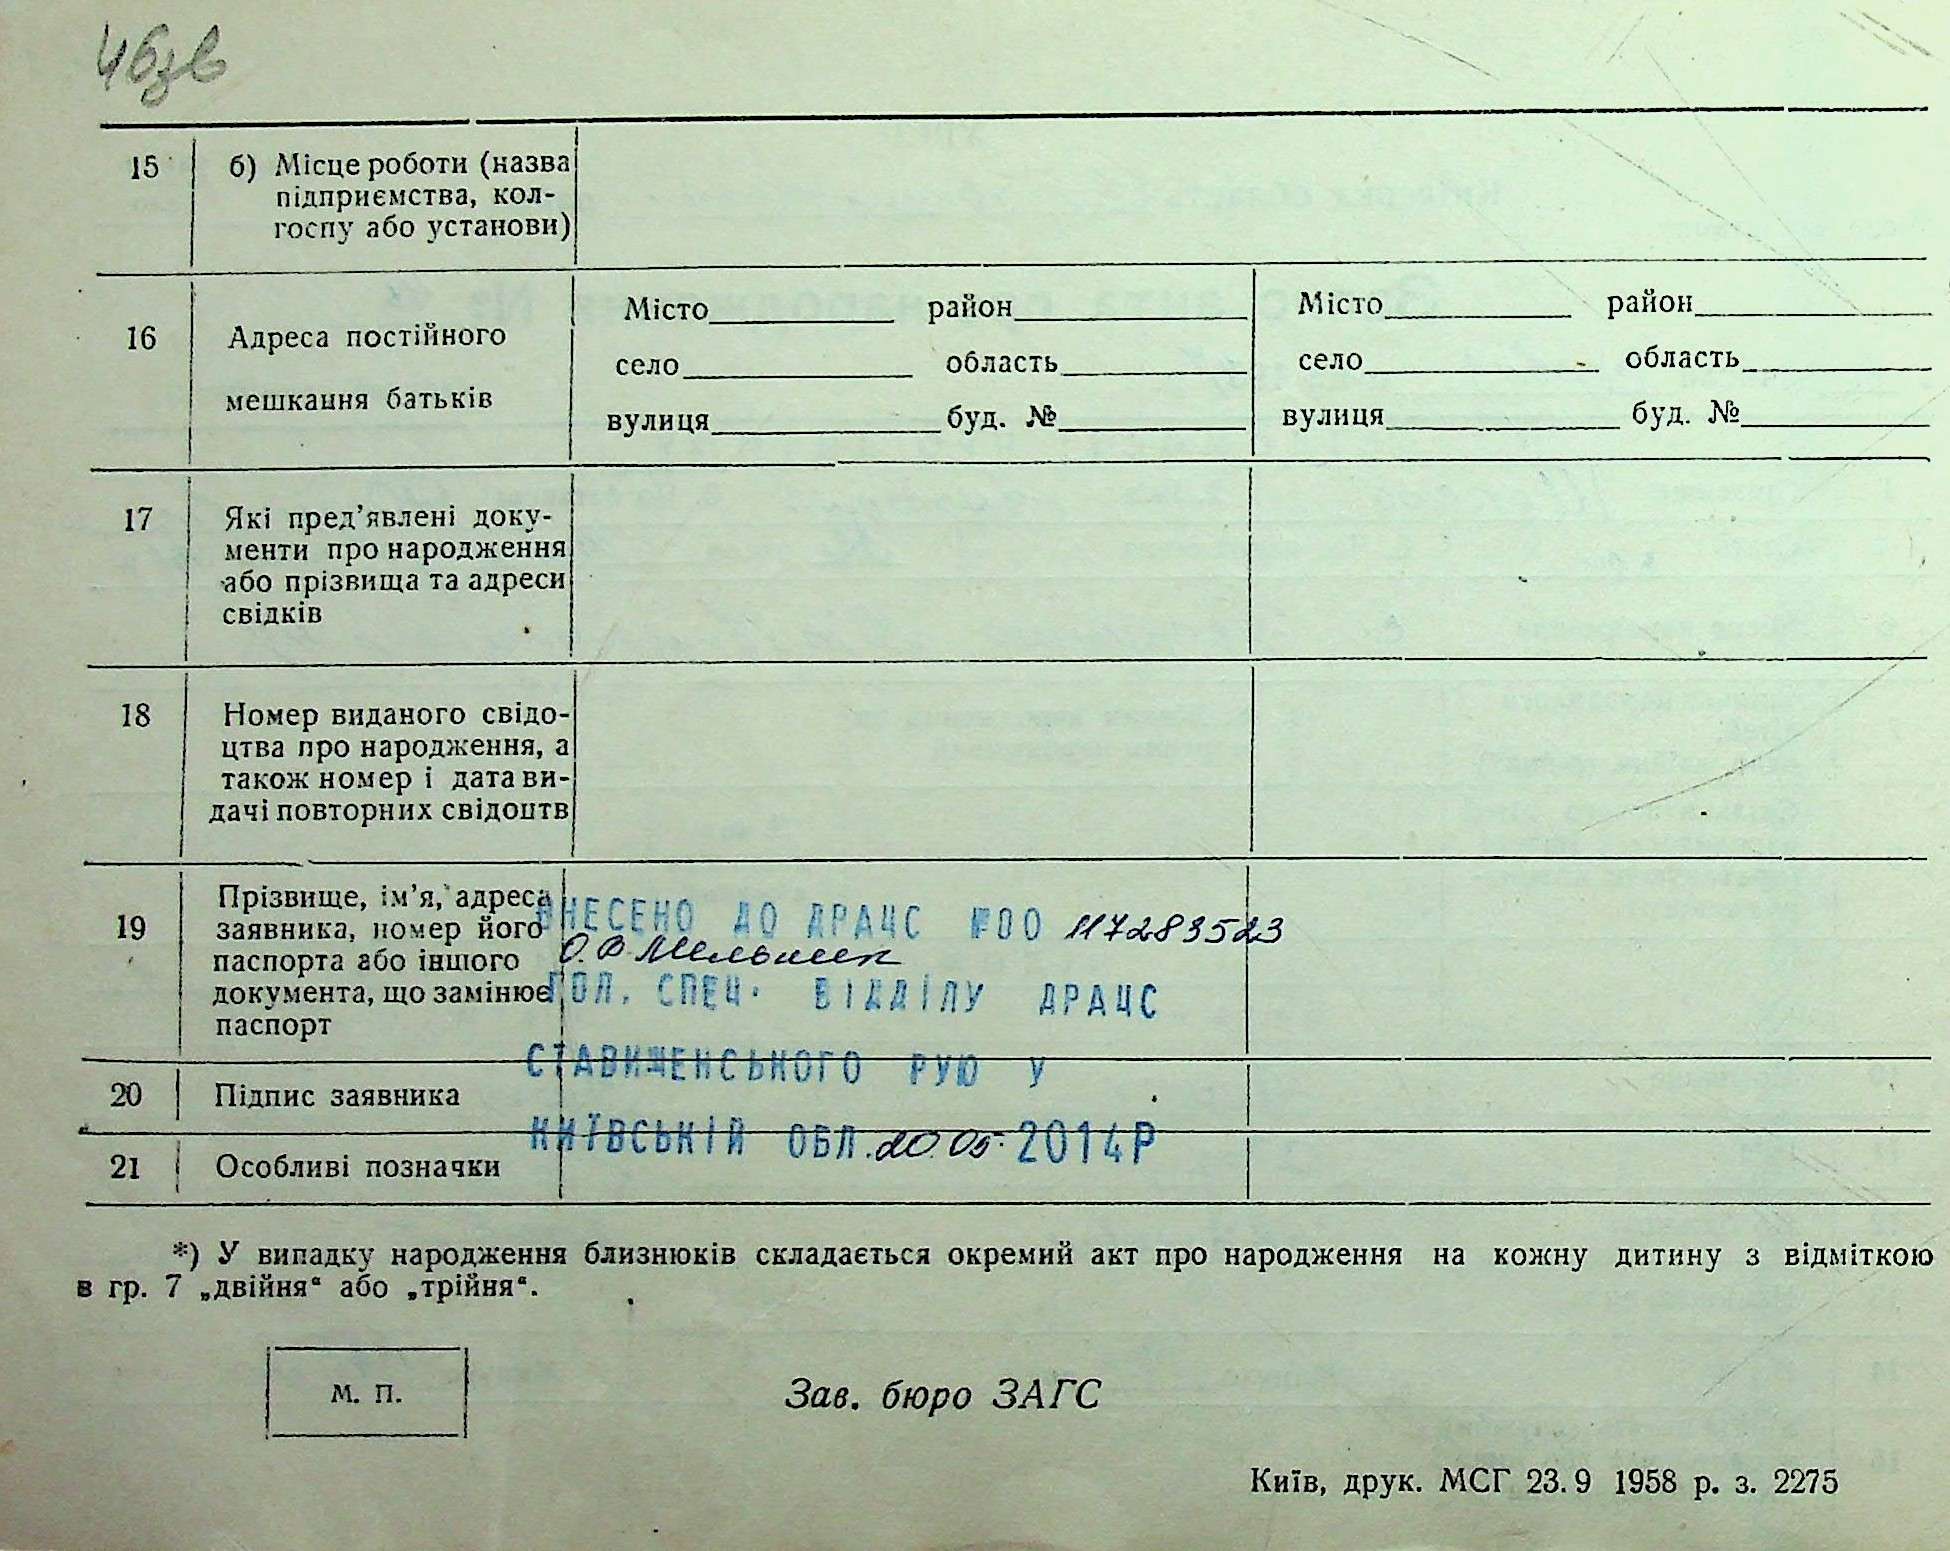 46зв
15 б) Місце роботи (назва
підприємства, кол-
госпу або установи)
16 Адреса постійного
мешкання батьків
Місто район
село область
вулиця буд. №
Місто район
село область
вулиця буд. №
17 Які пред’явлені доку-
менти про народження
або прізвища та адреси
свідків
18 Номер виданого свідо-
цтва про народження, а
також номер і дата ви-
дачі повторних свідоцтв
19 Прізвище, ім’я, адреса
заявника, номер його
паспорта або іншого
документа, що замінює
паспорт
ВНЕСЕНО ДО ДРАЦС №00 117283523
О.В. Мельник
ГОЛ. СПЕЦ. ВІДДІЛУ ДРАЦС
СТАВИЩЕНСЬКОГО РУЮ У
КИЇВСЬКІЙ ОБЛ. 20.05. 2014Р
20 Підпис заявника
21 Особливі позначки
*) У випадку народження близнюків складається окремий акт про народження на кожну дитину з відміткою
в гр. 7 „двійня“ або „трійня“.
М. П.
Зав. бюро ЗАГС
Київ, друк. МСГ 23.9 1958 р. з. 2275